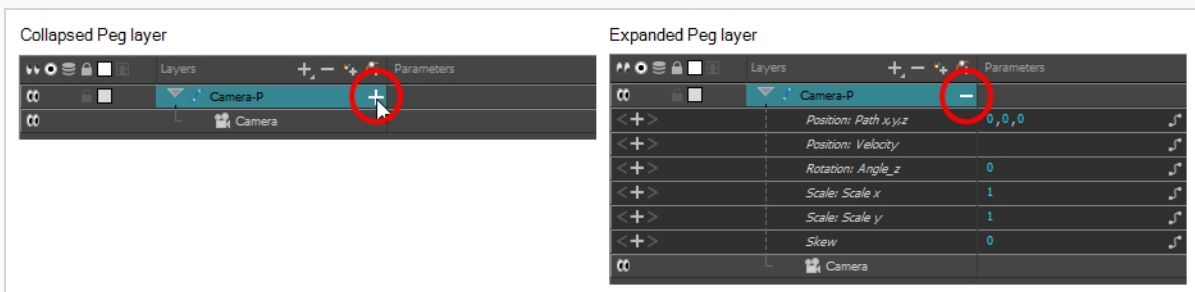 Collapsed Peg layer
Layers Parameters
Camera-P
Camera
Expanded Peg layer
Layers Parameters
Camera-P
Position: Path x,y,z 0,0,0
Position: Velocity
Rotation: Angle_z 0
Scale: Scale x 1
Scale: Scale y 1
Skew 0
Camera